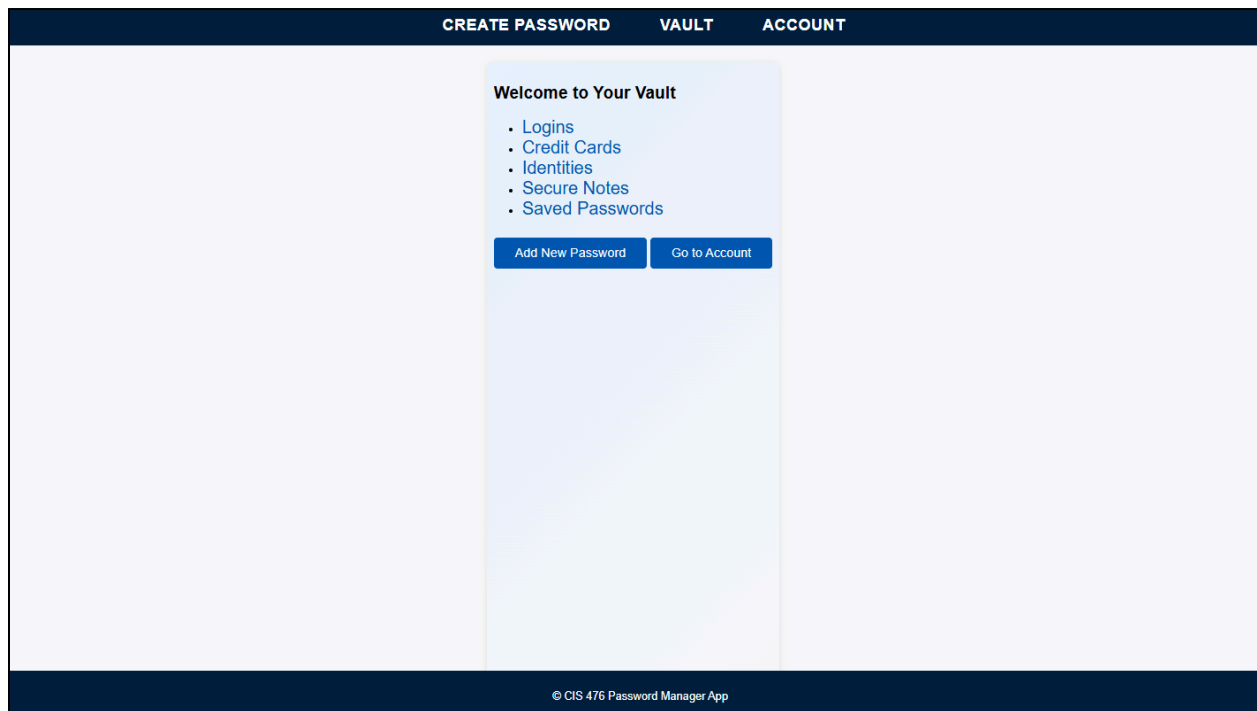 CREATE PASSWORD VAULT ACCOUNT
Welcome to Your Vault
Logins
Credit Cards
Identities
Secure Notes
Saved Passwords
Add New Password Go to Account
© CIS 476 Password Manager App